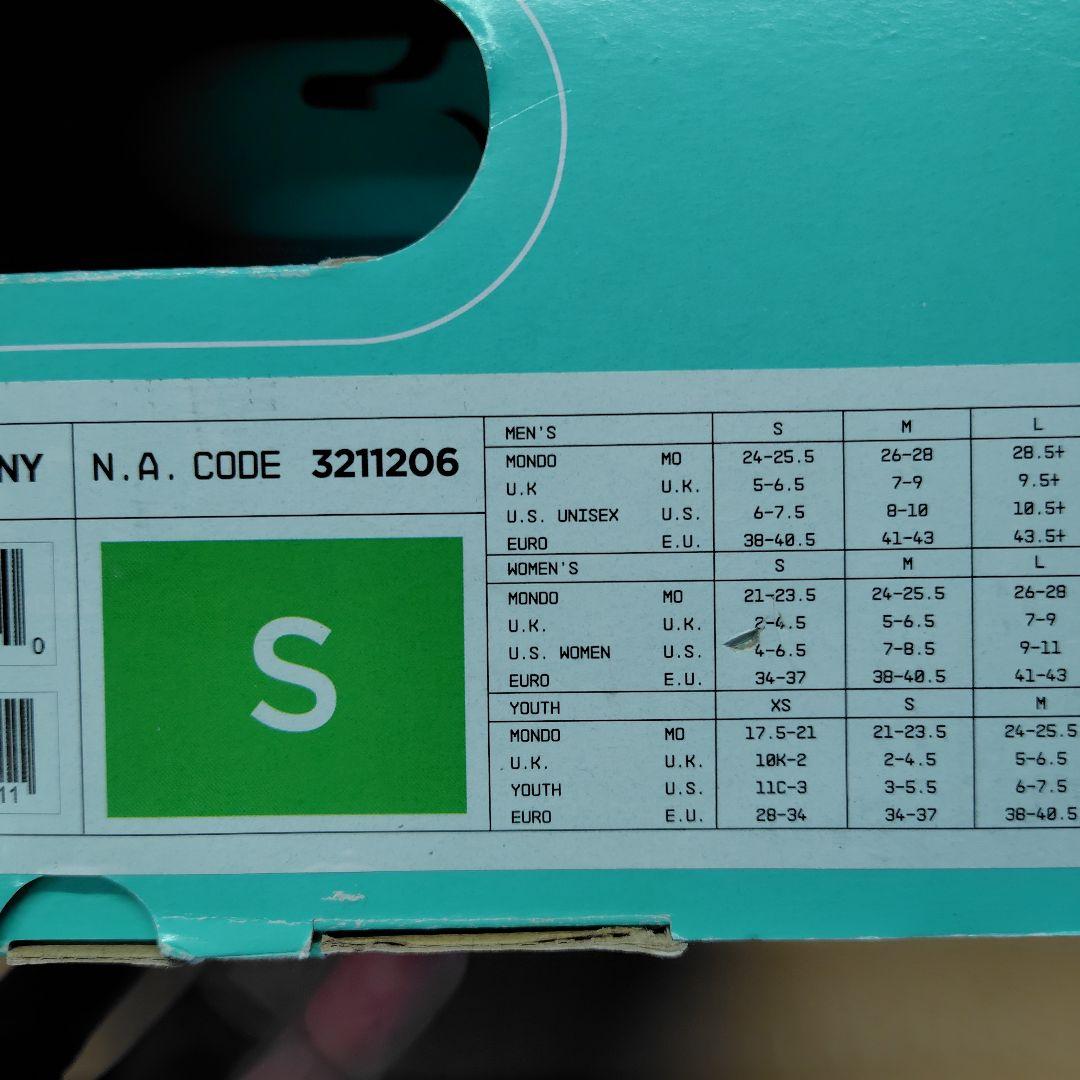 NY
N.A. CODE 3211206
0
11
S
MEN'S S M L
MONDO MO 24-25.5 26-28 28.5+
U.K U.K. 5-6.5 7-9 9.5+
U.S. UNISEX U.S. 6-7.5 8-10 10.5+
EURO E.U. 38-40.5 41-43 43.5+
WOMEN'S S M L
MONDO MO 21-23.5 24-25.5 26-28
U.K. U.K. 2-4.5 5-6.5 7-9
U.S. WOMEN U.S. 4-6.5 7-8.5 9-11
EURO E.U. 34-37 38-40.5 41-43
YOUTH XS S M
MONDO MO 17.5-21 21-23.5 24-25.5
U.K. U.K. 10K-2 2-4.5 5-6.5
YOUTH U.S. 11C-3 3-5.5 6-7.5
EURO E.U. 28-34 34-37 38-40.5